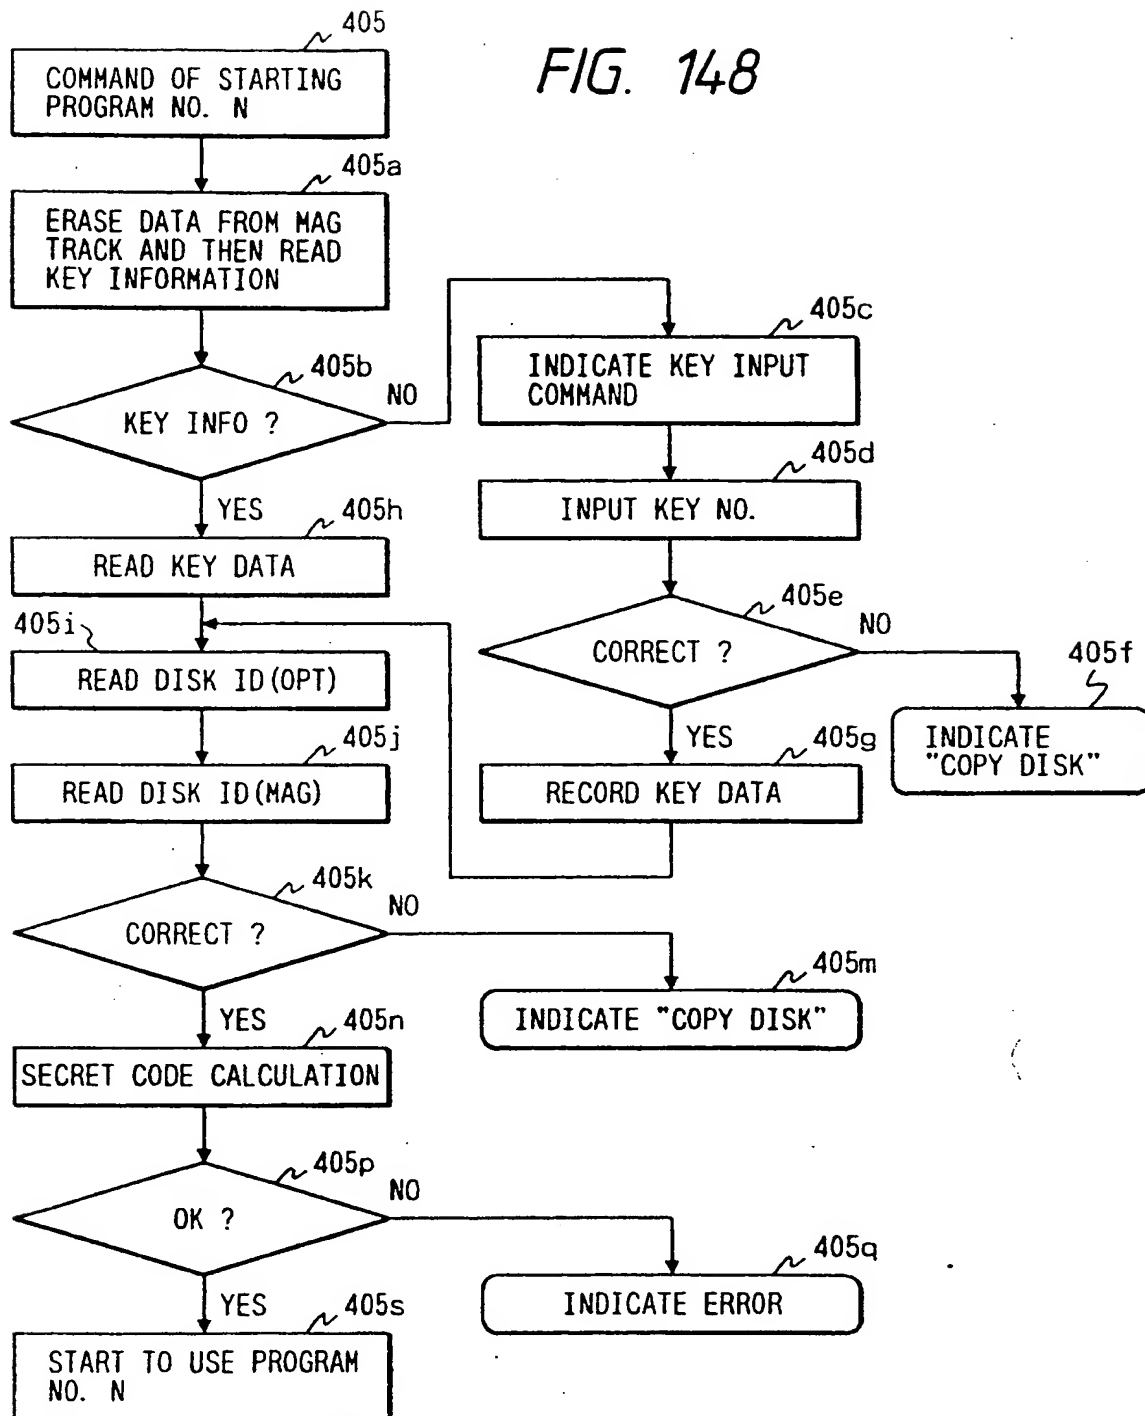 FIG. 148
405
COMMAND OF STARTING
PROGRAM NO. N
405a
ERASE DATA FROM MAG
TRACK AND THEN READ
KEY INFORMATION
405b
KEY INFO ?
NO
YES
405c
INDICATE KEY INPUT
COMMAND
405d
INPUT KEY NO.
405e
CORRECT ?
NO
405f
INDICATE
"COPY DISK"
YES
405g
RECORD KEY DATA
405h
READ KEY DATA
405i
READ DISK ID(OPT)
405j
READ DISK ID(MAG)
405k
CORRECT ?
NO
405m
INDICATE "COPY DISK"
YES
405n
SECRET CODE CALCULATION
405p
OK ?
NO
405q
INDICATE ERROR
YES
405s
START TO USE PROGRAM
NO. N